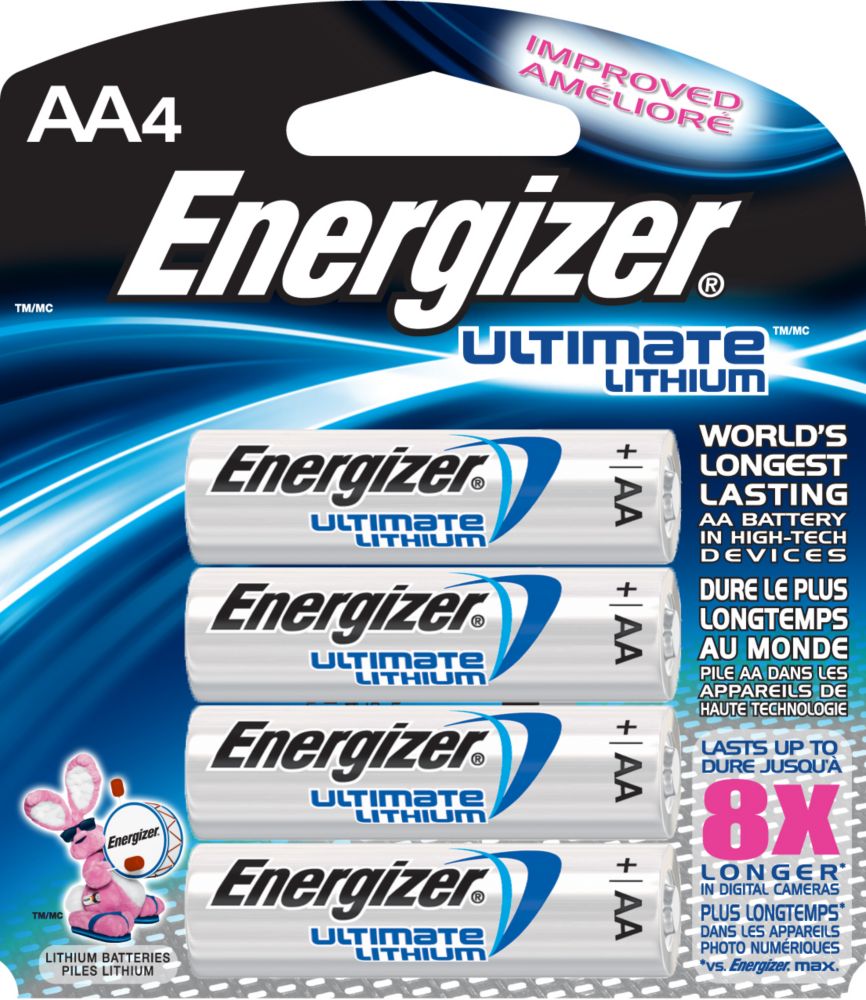 AA4
IMPROVED
AMÉLIORÉ
Energizer®
TM/MC
ULTIMATE TM/MC
LITHIUM
Energizer®
ULTIMATE
LITHIUM
+ | AA
Energizer®
ULTIMATE
LITHIUM
+ | AA
Energizer®
ULTIMATE
LITHIUM
+ | AA
Energizer®
ULTIMATE
LITHIUM
+ | AA
WORLD'S
LONGEST
LASTING
AA BATTERY
IN HIGH-TECH
DEVICES
DURE LE PLUS
LONGTEMPS
AU MONDE
PILE AA DANS LES
APPAREILS DE
HAUTE TECHNOLOGIE
LASTS UP TO
DURE JUSQU'À
8X
LONGER*
IN DIGITAL CAMERAS
PLUS LONGTEMPS*
DANS LES APPAREILS
PHOTO NUMÉRIQUES
*vs. Energizer. max.
Energizer.
TM/MC
LITHIUM BATTERIES
PILES LITHIUM